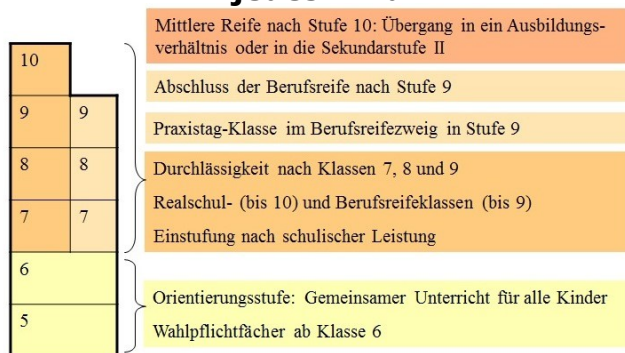 Mittlere Reife nach Stufe 10: Übergang in ein Ausbildungs-
verhältnis oder in die Sekundarstufe II
10
Abschluss der Berufsreife nach Stufe 9
9 9
Praxistag-Klasse im Berufsreifezweig in Stufe 9
8 8
Durchlässigkeit nach Klassen 7, 8 und 9
Realschul- (bis 10) und Berufsreifeklassen (bis 9)
7 7
Einstufung nach schulischer Leistung
6
Orientierungsstufe: Gemeinsamer Unterricht für alle Kinder
5
Wahlpflichtfächer ab Klasse 6